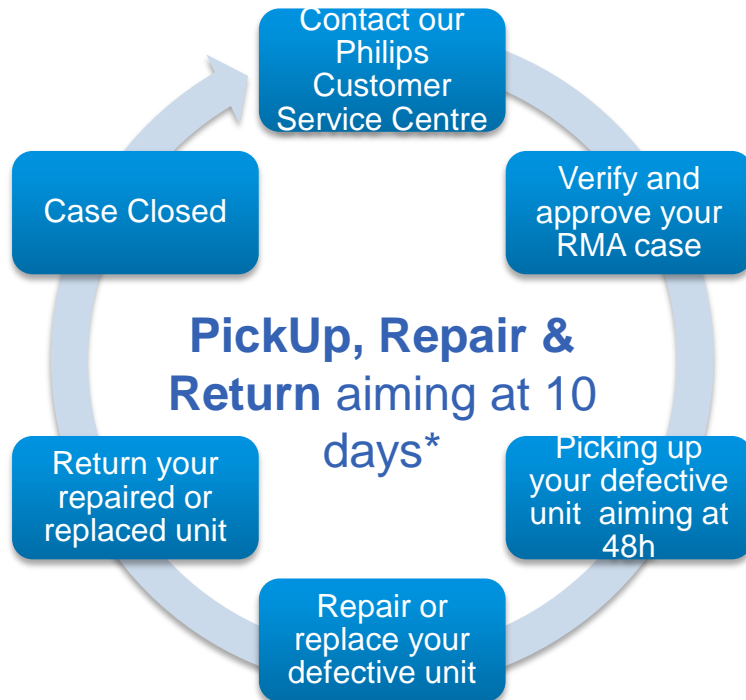 Contact our
Philips
Customer
Service Centre
Verify and
approve your
RMA case
Picking up
your defective
unit  aiming at
48h
Repair or
replace your
defective unit
Return your
repaired or
replaced unit
Case Closed
PickUp, Repair &
Return aiming at 10
days*